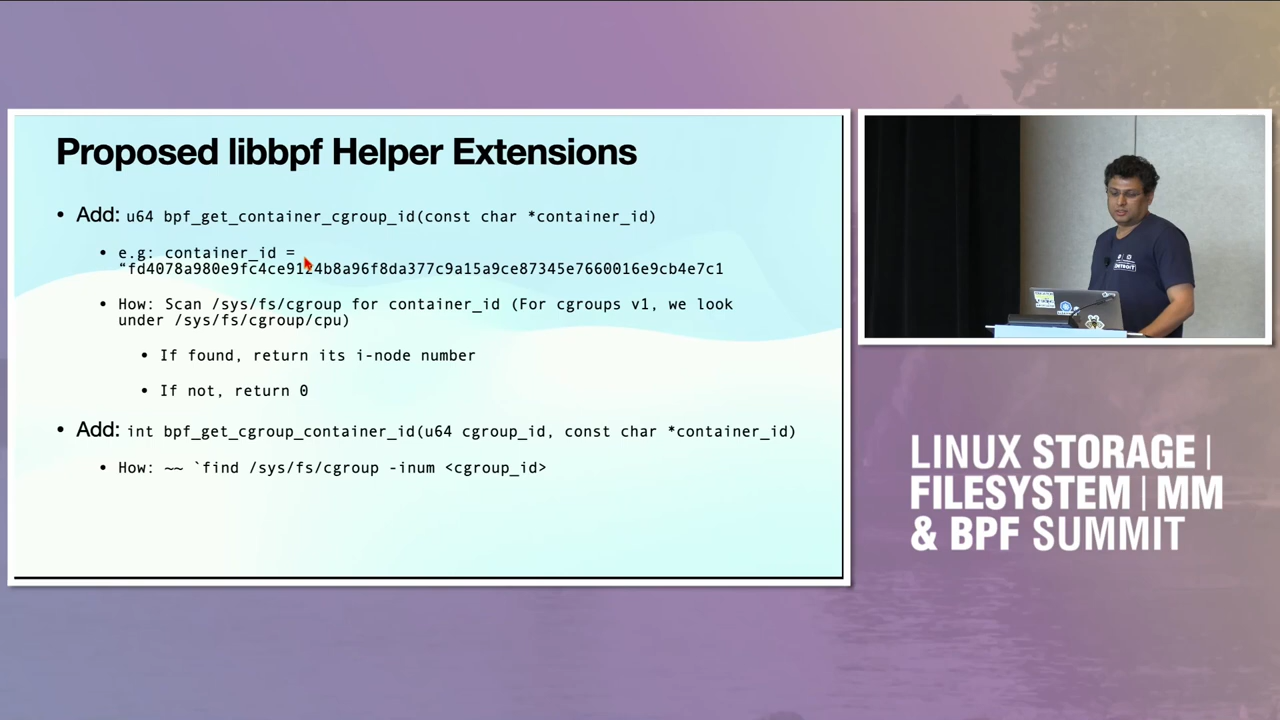 Proposed libbpf Helper Extensions
• Add: u64 bpf_get_container_cgroup_id(const char *container_id)
• e.g: container_id =
“fd4078a980e9fc4ce9124b8a96f8da377c9a15a9ce87345e7660016e9cb4e7c1
• How: Scan /sys/fs/cgroup for container_id (For cgroups v1, we look
under /sys/fs/cgroup/cpu)
• If found, return its i-node number
• If not, return 0
• Add: int bpf_get_cgroup_container_id(u64 cgroup_id, const char *container_id)
• How: ~~ `find /sys/fs/cgroup -inum <cgroup_id>
LINUX STORAGE |
FILESYSTEM | MM
& BPF SUMMIT